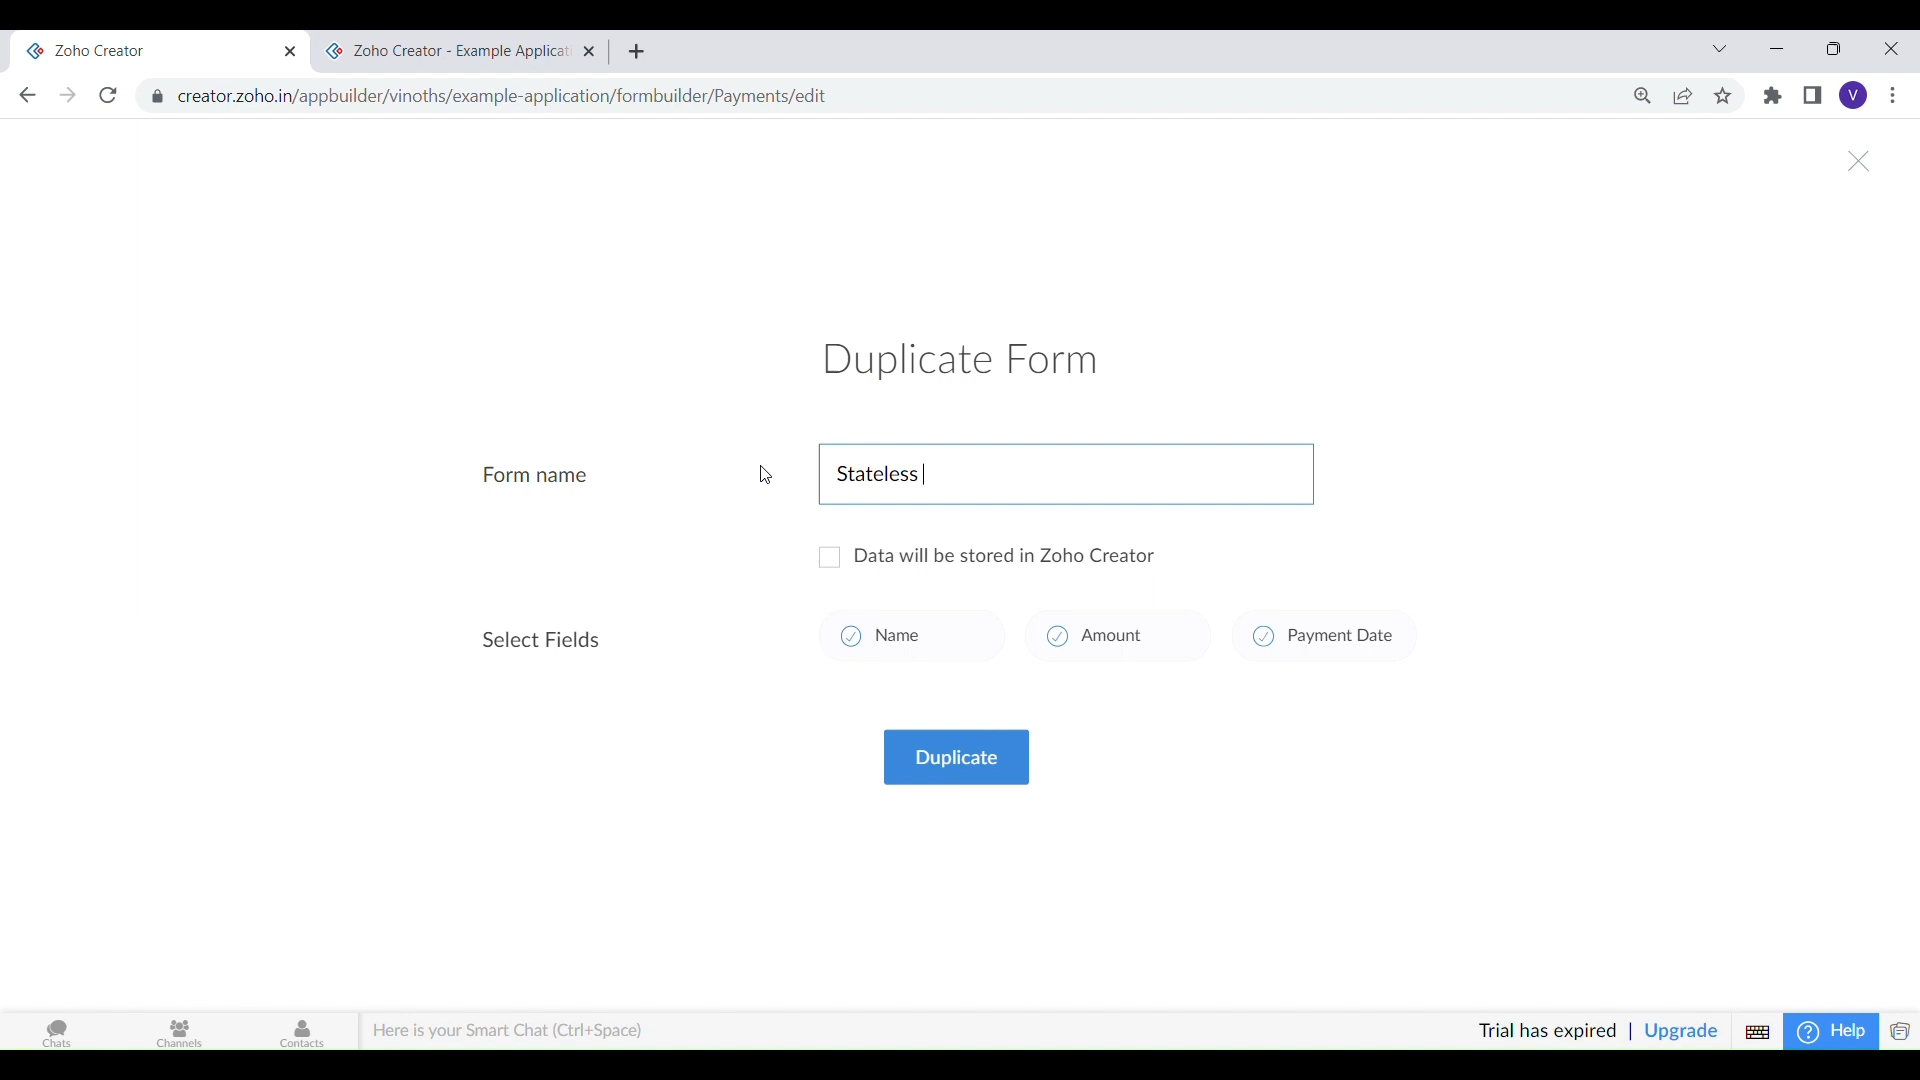 Zoho Creator
Zoho Creator - Example Applicat
creator.zoho.in/appbuilder/vinoths/example-application/formbuilder/Payments/edit
V
Duplicate Form
Form name
Stateless
Data will be stored in Zoho Creator
Select Fields
Name
Amount
Payment Date
Duplicate
Chats
Channels
Contacts
Here is your Smart Chat (Ctrl+Space)
Trial has expired | Upgrade
? Help